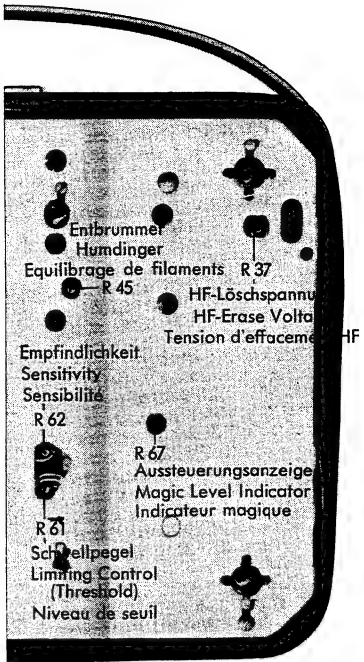 Entbrummer
Humdinger
Equilibrage de filaments
R 45
R 37
HF-Löschspannu
HF-Erase Volta
Tension d'effacement HF
Empfindlichkeit
Sensitivity
Sensibilité
R 62
R 67
Aussteuerungsanzeige
Magic Level Indicator
Indicateur magique
R 61
Schwellpegel
Limiting Control
(Threshold)
Niveau de seuil